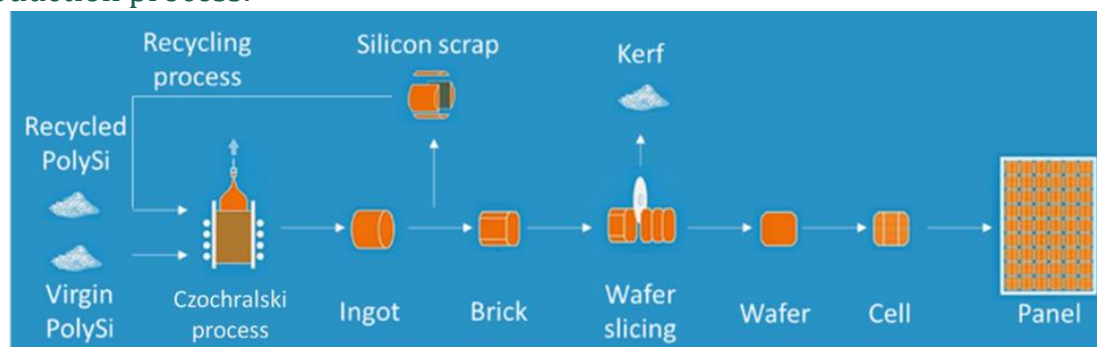 Recycling
process
Silicon scrap
Kerf
Recycled
PolySi
Virgin
PolySi
Czochralski
process
Ingot
Brick
Wafer
slicing
Wafer
Cell
Panel